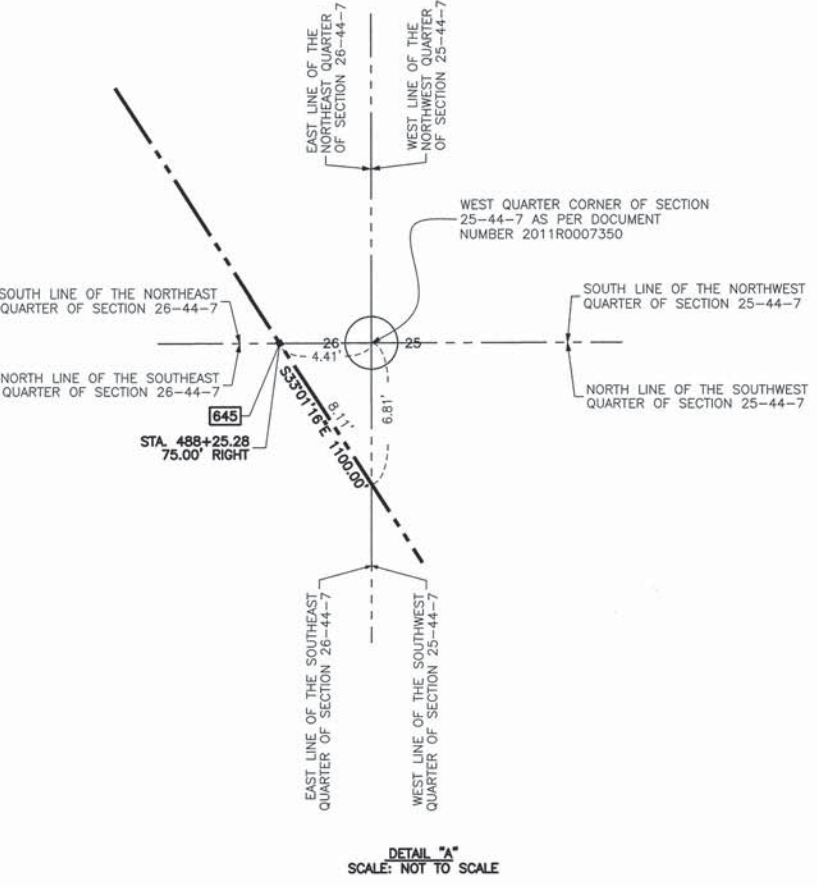 EAST LINE OF THE
NORTHEAST QUARTER
OF SECTION 26-44-7
WEST LINE OF THE
NORTHWEST QUARTER
OF SECTION 25-44-7
WEST QUARTER CORNER OF SECTION
25-44-7 AS PER DOCUMENT
NUMBER 2011R0007350
SOUTH LINE OF THE NORTHEAST
QUARTER OF SECTION 26-44-7
SOUTH LINE OF THE NORTHWEST
QUARTER OF SECTION 25-44-7
26
25
4.41'
NORTH LINE OF THE SOUTHEAST
QUARTER OF SECTION 26-44-7
NORTH LINE OF THE SOUTHWEST
QUARTER OF SECTION 25-44-7
645
STA. 488+25.28
75.00' RIGHT
8.11'
S33°01'16"E 1100.00'
6.81'
EAST LINE OF THE SOUTHEAST
QUARTER OF SECTION 26-44-7
WEST LINE OF THE SOUTHWEST
QUARTER OF SECTION 25-44-7
DETAIL "A"
SCALE: NOT TO SCALE